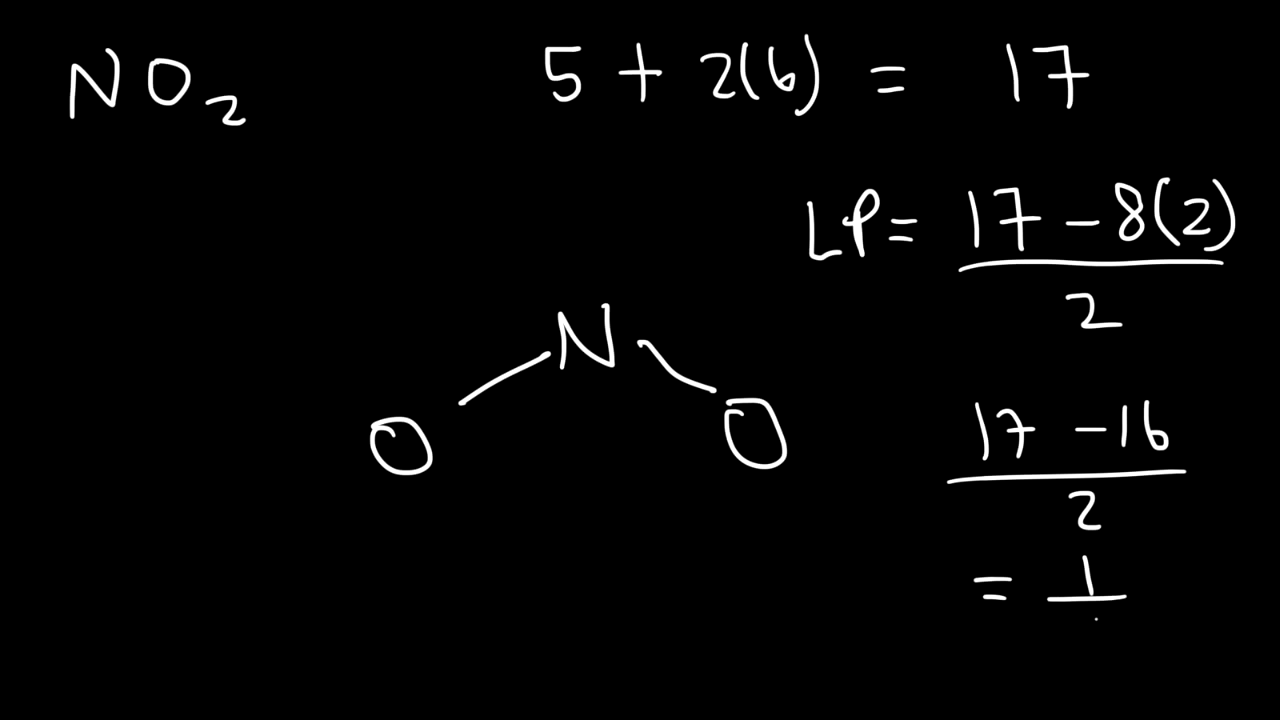 NO₂ 5 + 2(6) = 17
LP = 17 - 8(2)
2
N
O O
17 - 16
2
= 1